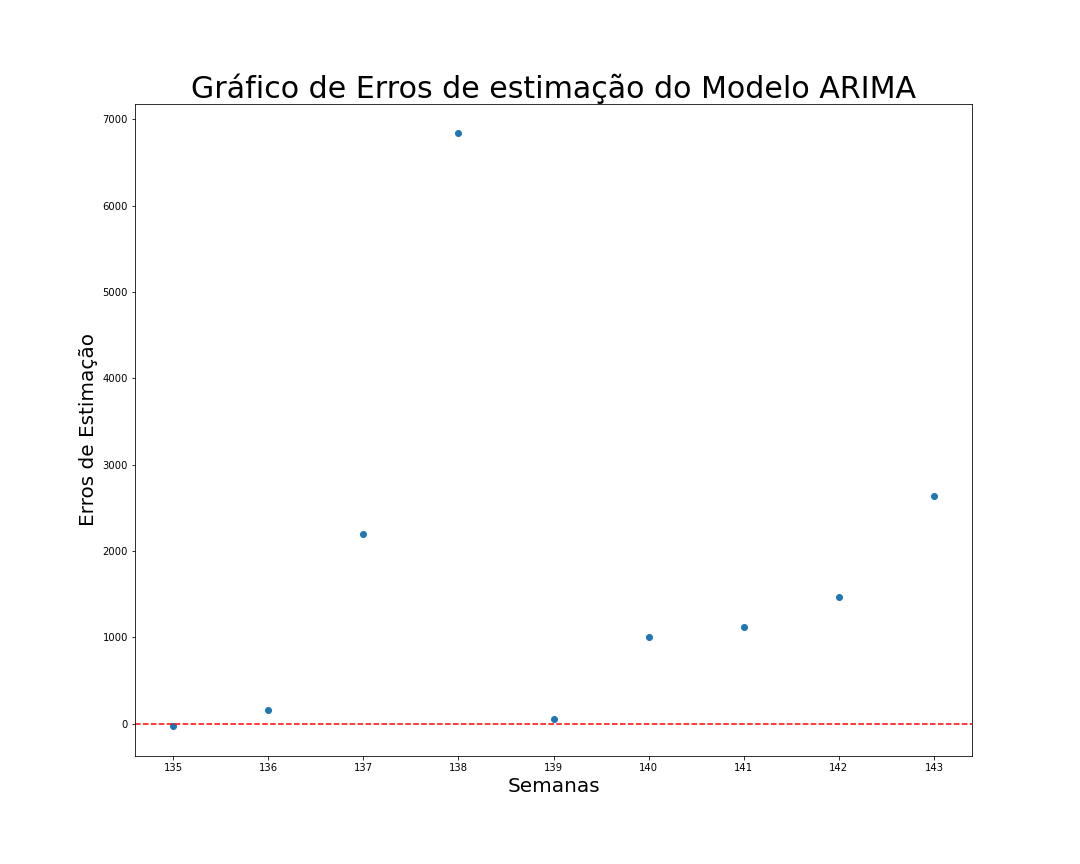 Gráfico de Erros de estimação do Modelo ARIMA
7000
6000
5000
4000
3000
2000
1000
0
Erros de Estimação
135 136 137 138 139 140 141 142 143
Semanas